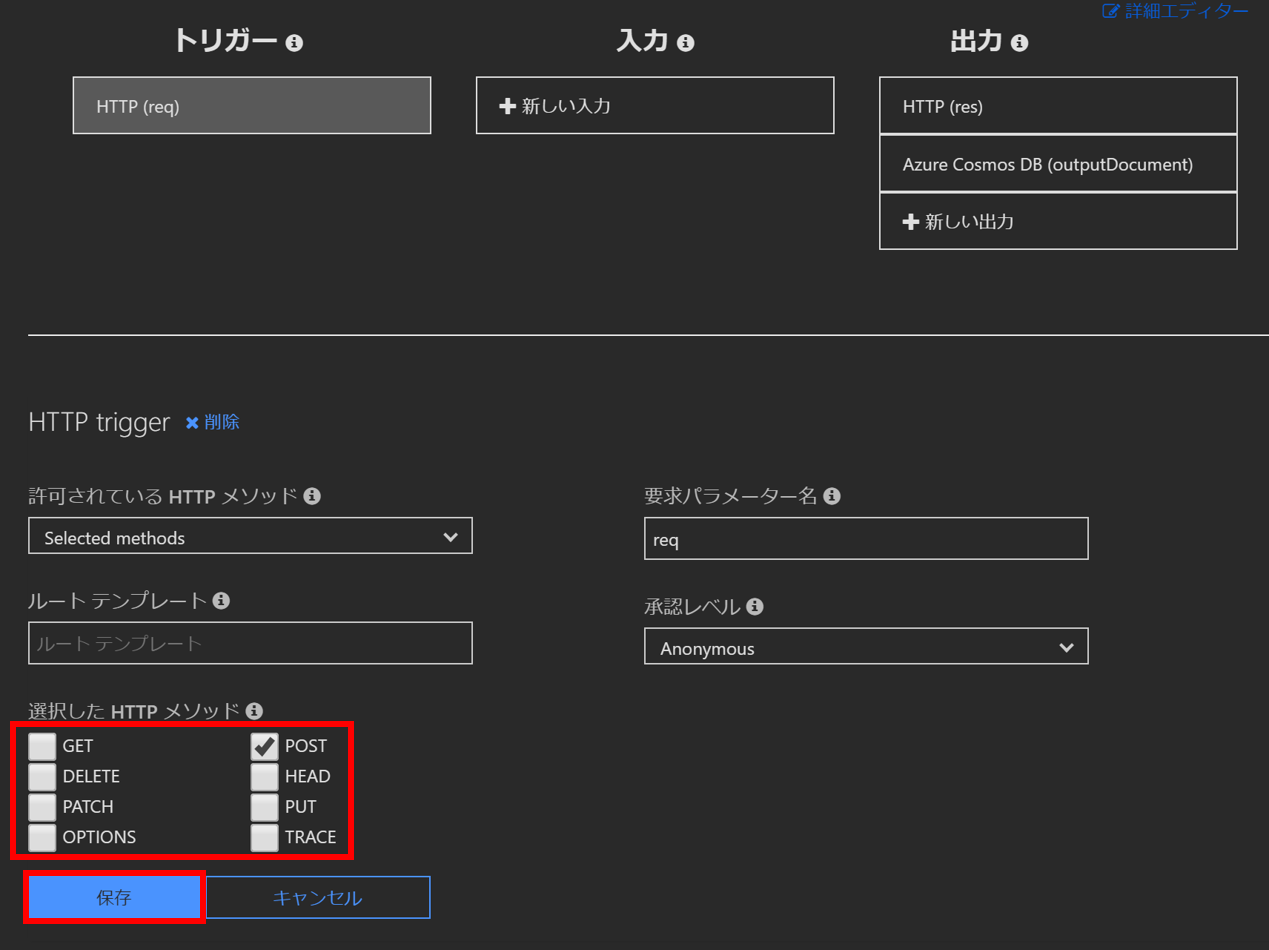 詳細エディター
トリガー
入力
出力
HTTP (req)
新しい入力
HTTP (res)
Azure Cosmos DB (outputDocument)
新しい出力
HTTP trigger 削除
許可されている HTTP メソッド
要求パラメーター名
Selected methods
req
ルート テンプレート
承認レベル
ルート テンプレート
Anonymous
選択した HTTP メソッド
GET POST
DELETE HEAD
PATCH PUT
OPTIONS TRACE
保存 キャンセル